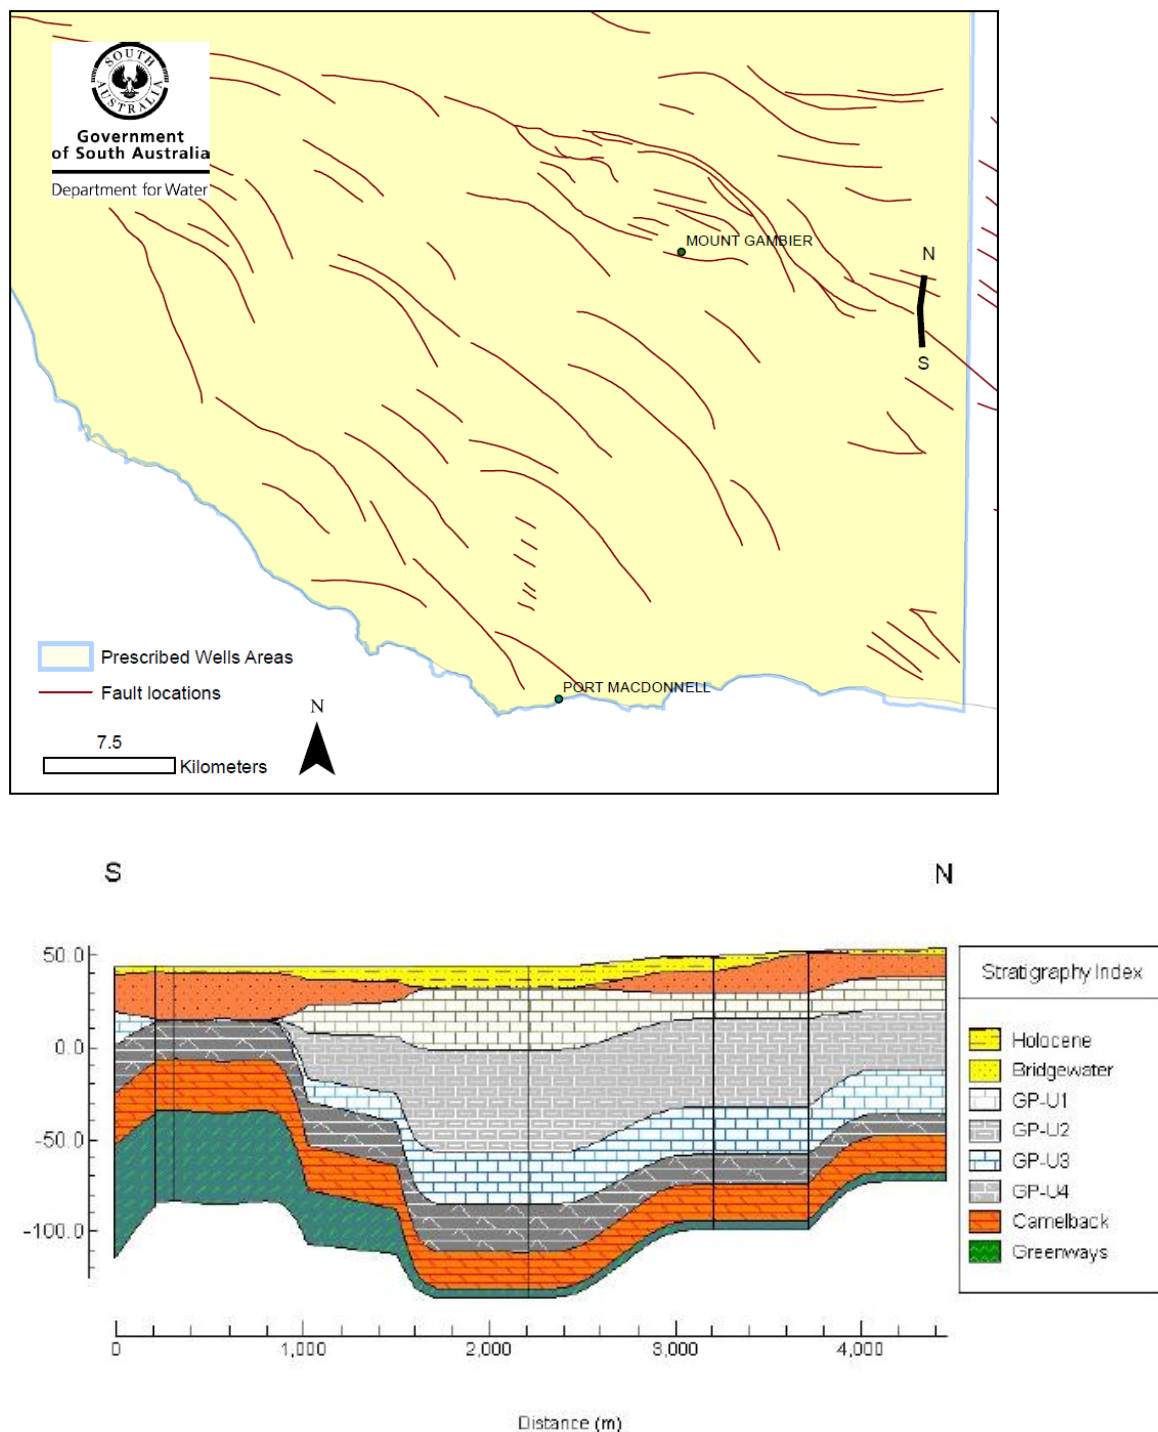 SOUTH
AUSTRALIA
Government
of South Australia
Department for Water
MOUNT GAMBIER
N
S
PORT MACDONNELL
Prescribed Wells Areas
Fault locations
N
7.5
Kilometers
S
N
50.0
0.0
-50.0
-100.0
0
1,000
2,000
3,000
4,000
Distance (m)
Stratigraphy Index
Holocene
Bridgewater
GP-U1
GP-U2
GP-U3
GP-U4
Camelback
Greenways